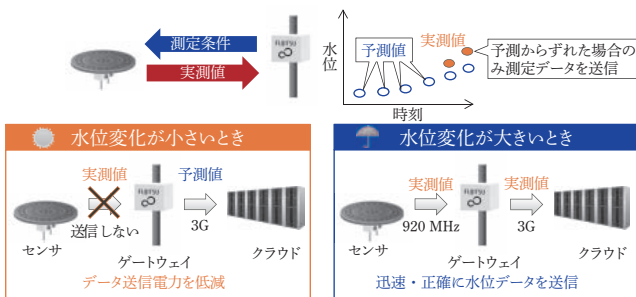 測定条件
実測値
FUJITSU
水位
予測値
実測値
予測からずれた場合の
み測定データを送信
時刻
水位変化が小さいとき
実測値
予測値
FUJITSU
送信しない
3G
センサ
ゲートウェイ
クラウド
データ送信電力を低減
水位変化が大きいとき
実測値
実測値
FUJITSU
920 MHz
3G
センサ
ゲートウェイ
クラウド
迅速・正確に水位データを送信